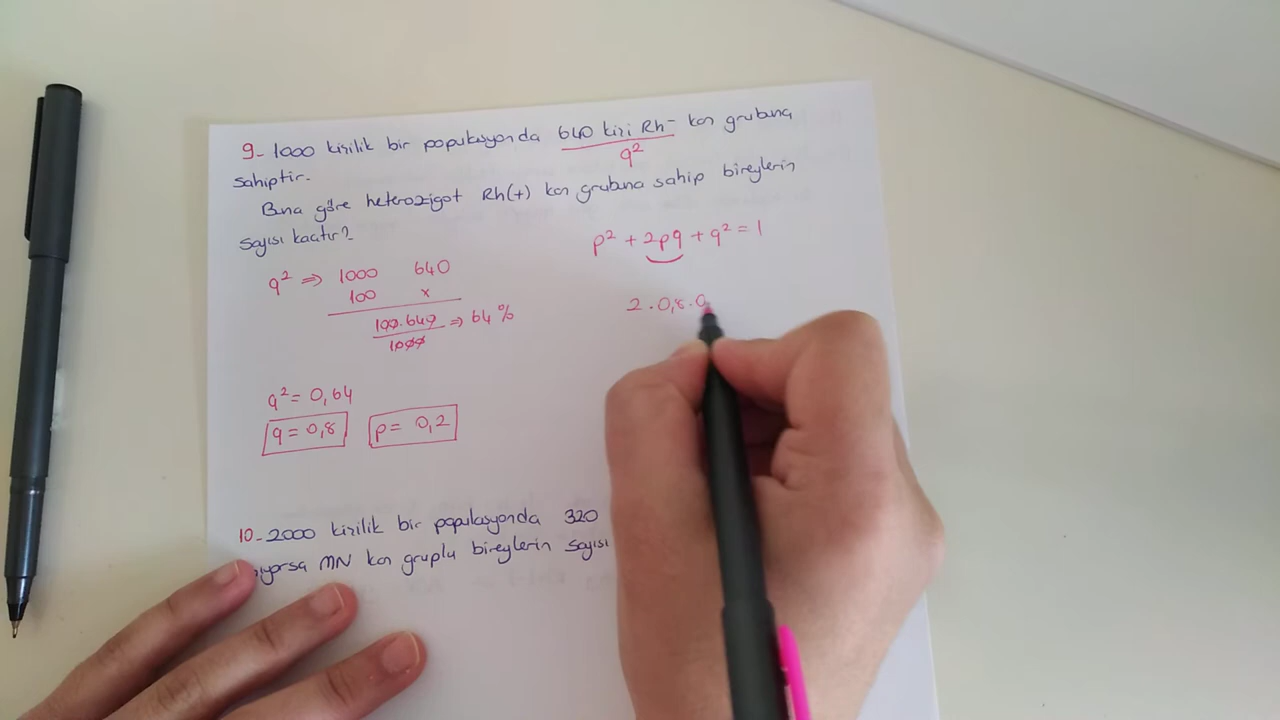 9- 1000 kişilik bir populasyonda 640 kişi Rh- kan grubuna
q²
sahiptir.
Buna göre heterozigot Rh(+) kan grubuna sahip bireylerin
sayısı kaçtır?
p² + 2pq + q² = 1
q² ⇒ 1000 640
100 x
100.640 ⇒ 64 %
1000
2.0,8.0
q² = 0,64
q = 0,8 p = 0,2
10- 2000 kişilik bir populasyonda 320
MN kan gruplu bireylerin sayısı